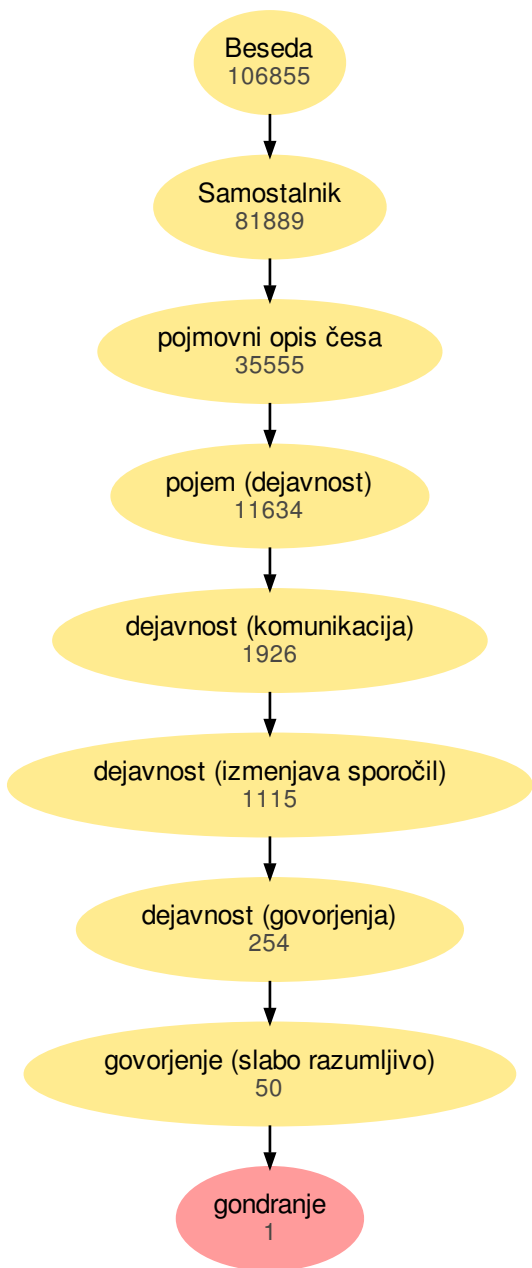 Beseda
106855
Samostalnik
81889
pojmovni opis česa
35555
pojem (dejavnost)
11634
dejavnost (komunikacija)
1926
dejavnost (izmenjava sporočil)
1115
dejavnost (govorjenja)
254
govorjenje (slabo razumljivo)
50
gondranje
1